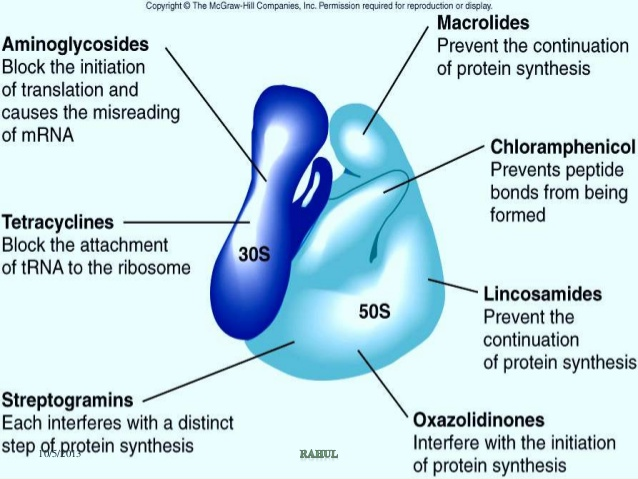 Copyright © The McGraw-Hill Companies, Inc. Permission required for reproduction or display.
Aminoglycosides
Block the initiation
of translation and
causes the misreading
of mRNA
Macrolides
Prevent the continuation
of protein synthesis
Chloramphenicol
Prevents peptide
bonds from being
formed
Tetracyclines
Block the attachment
of tRNA to the ribosome
30S
50S
Lincosamides
Prevent the
continuation
of protein synthesis
Streptogramins
Each interferes with a distinct
step of protein synthesis
10/5/2013
RAHUL
Oxazolidinones
Interfere with the initiation
of protein synthesis